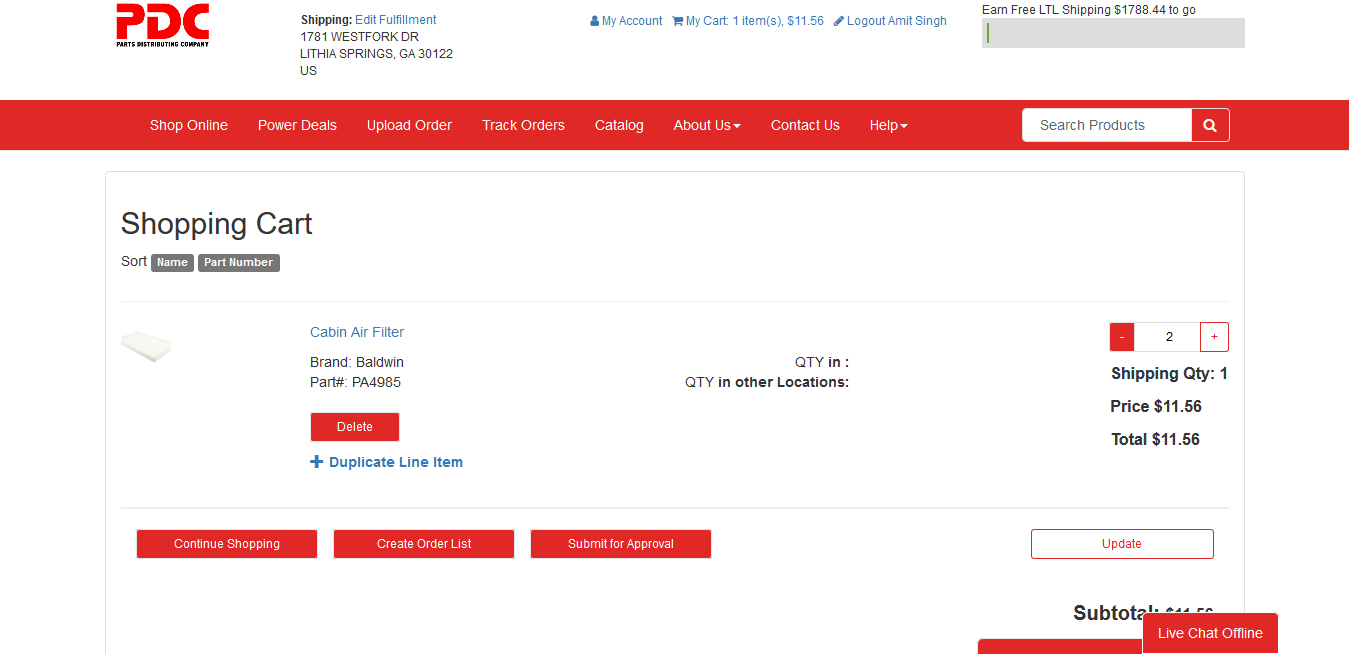 PDC
PARTS DISTRIBUTING COMPANY
Shipping: Edit Fulfillment
1781 WESTFORK DR
LITHIA SPRINGS, GA 30122
US
My Account My Cart: 1 item(s), $11.56 Logout Amit Singh
Earn Free LTL Shipping $1788.44 to go
Shop Online Power Deals Upload Order Track Orders Catalog About Us Contact Us Help Search Products
Shopping Cart
Sort Name Part Number
Cabin Air Filter
Brand: Baldwin
Part#: PA4985
QTY in :
QTY in other Locations:
- 2 +
Shipping Qty: 1
Price $11.56
Total $11.56
Delete
+ Duplicate Line Item
Continue Shopping Create Order List Submit for Approval Update
Subtotal: $11.56
Live Chat Offline